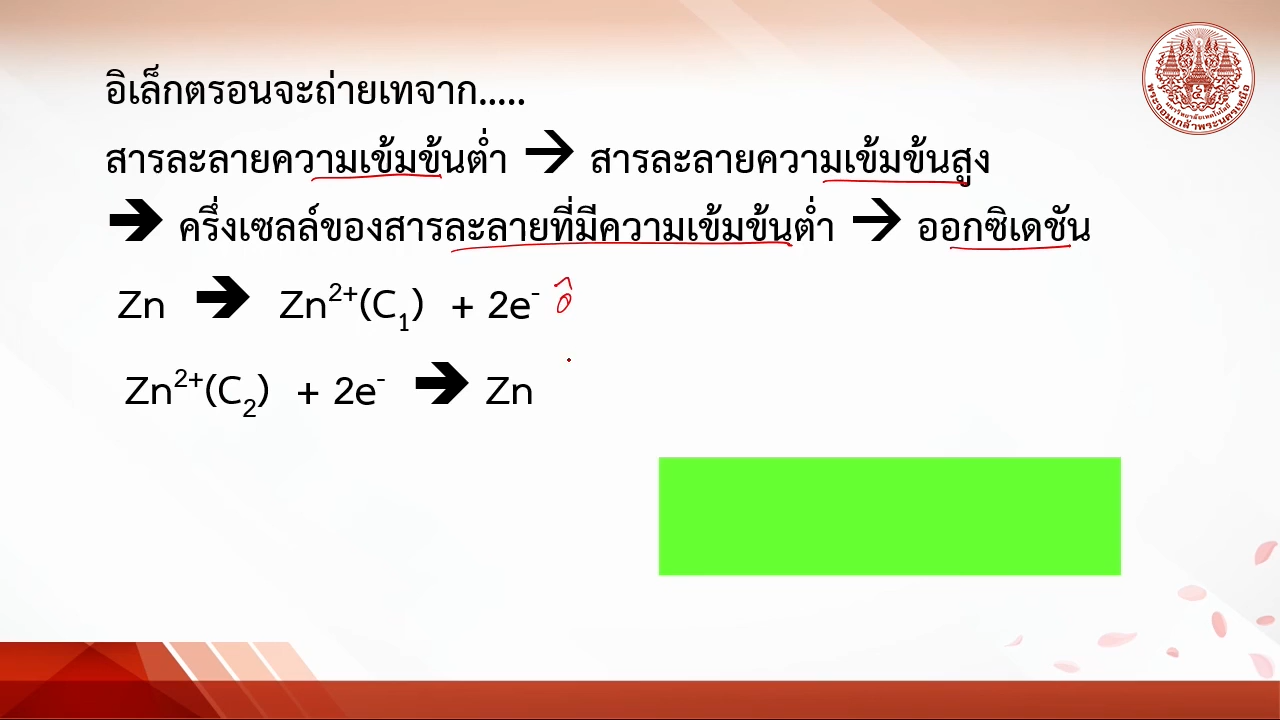 อิเล็กตรอนจะถ่ายเทจาก.....
สารละลายความเข้มข้นต่ำ → สารละลายความเข้มข้นสูง
➔ ครึ่งเซลล์ของสารละลายที่มีความเข้มข้นต่ำ → ออกซิเดชัน
Zn ➔ Zn²⁺(C₁) + 2e⁻
Zn²⁺(C₂) + 2e⁻ ➔ Zn